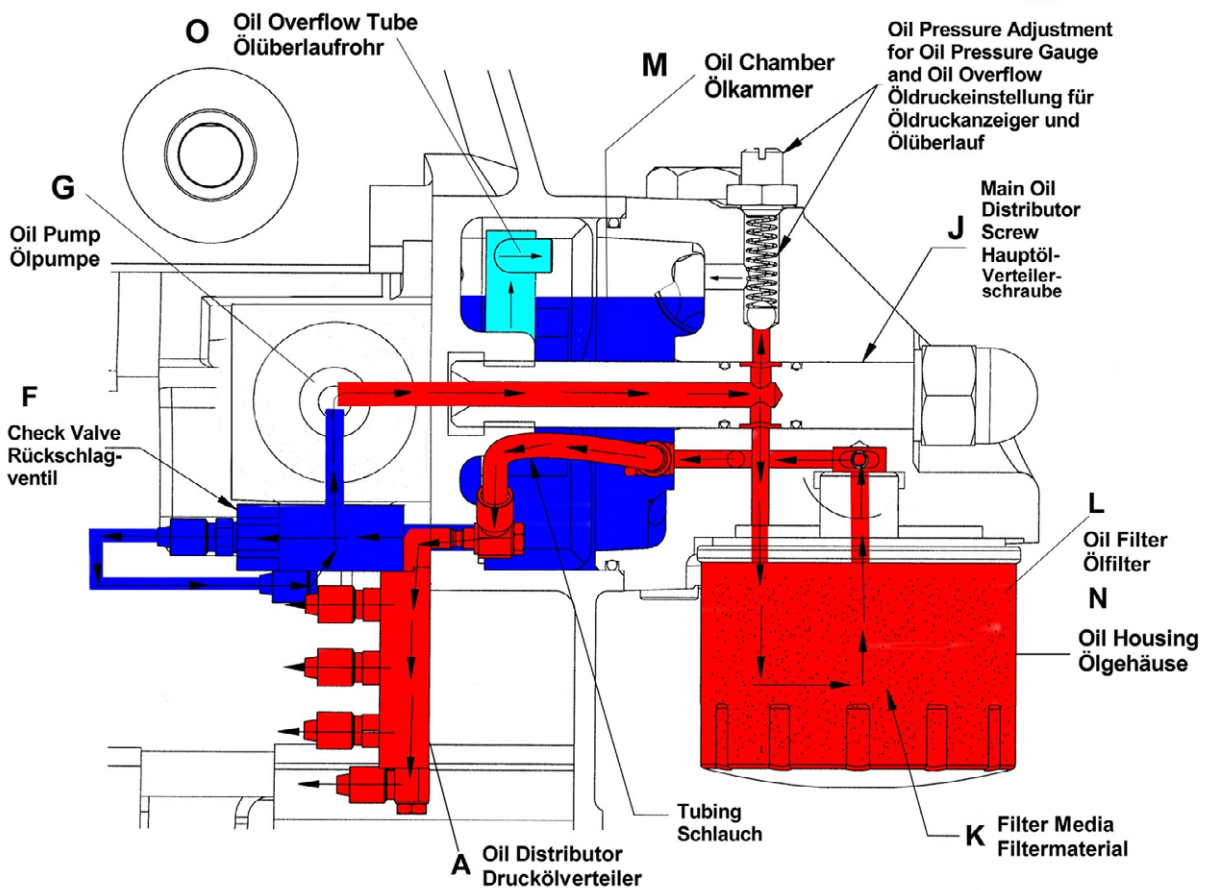 O
Oil Overflow Tube
Ölüberlaufrohr
M
Oil Chamber
Ölkammer
Oil Pressure Adjustment
for Oil Pressure Gauge
and Oil Overflow
Öldruckeinstellung für
Öldruckanzeiger und
Ölüberlauf
G
Oil Pump
Ölpumpe
J
Main Oil
Distributor
Screw
Hauptöl-
Verteiler-
schraube
F
Check Valve
Rückschlag-
ventil
L
Oil Filter
Ölfilter
N
Oil Housing
Ölgehäuse
Tubing
Schlauch
K
Filter Media
Filtermaterial
A
Oil Distributor
Druckölverteiler